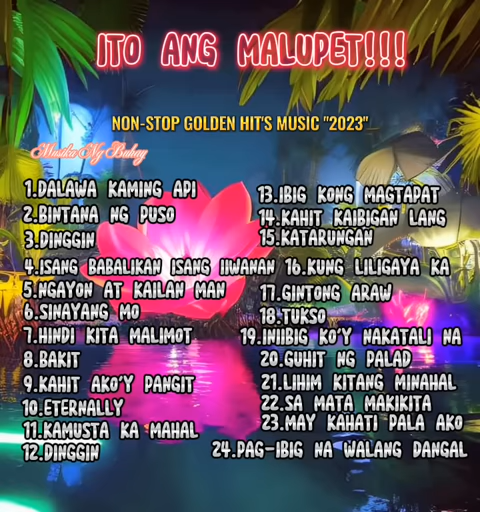 ITO ANG MALUPET!!!
NON-STOP GOLDEN HIT'S MUSIC "2023"
Musika Ng Buhay
1.DALAWA KAMING API
2.BINTANA NG PUSO
3.DINGGIN
4.ISANG BABALIKAN ISANG IIWANAN
5.NGAYON AT KAILAN MAN
6.SINAYANG MO
7.HINDI KITA MALIMOT
8.BAKIT
9.KAHIT AKO'Y PANGIT
10.ETERNALLY
11.KAMUSTA KA MAHAL
12.DINGGIN
13.IBIG KONG MAGTAPAT
14.KAHIT KAIBIGAN LANG
15.KATARUNGAN
16.KUNG LILIGAYA KA
17.GINTONG ARAW
18.TUKSO
19.INIIBIG KO'Y NAKATALI NA
20.GUHIT NG PALAD
21.LIHIM KITANG MINAHAL
22.SA MATA MAKIKITA
23.MAY KAHATI PALA AKO
24.PAG-IBIG NA WALANG DANGAL